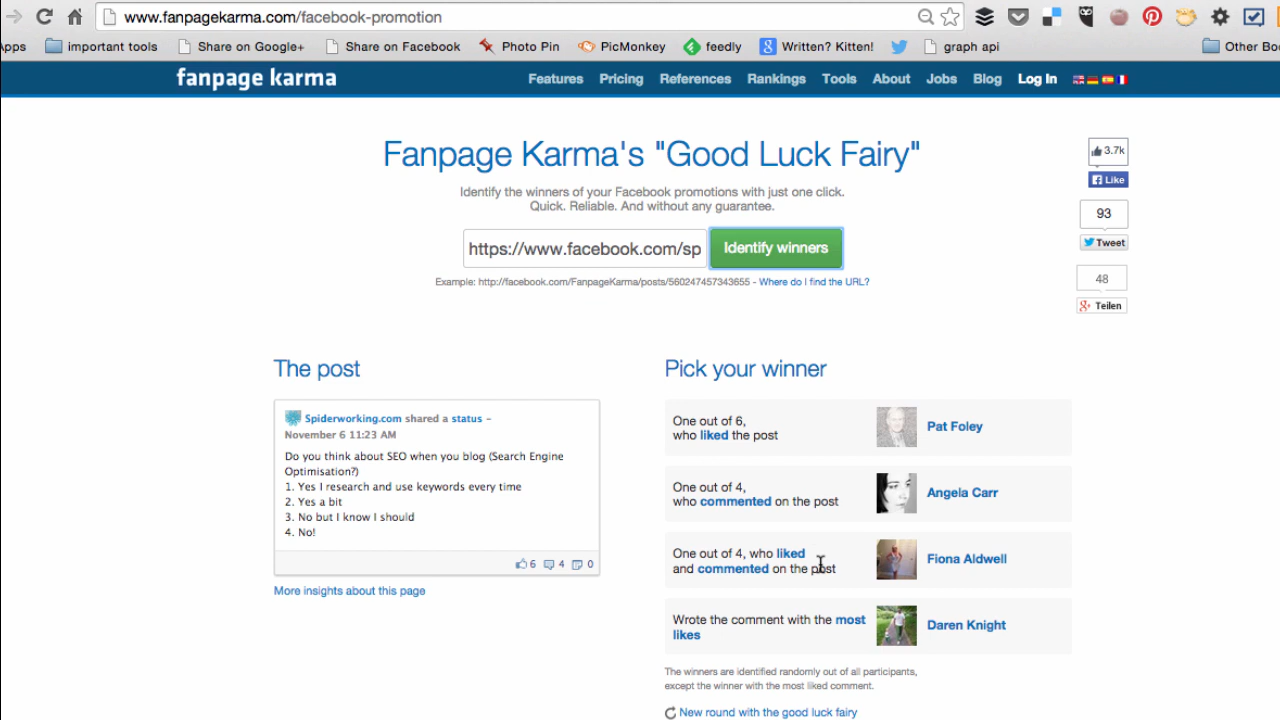 www.fanpagekarma.com/facebook-promotion
Apps important tools Share on Google+ Share on Facebook Photo Pin PicMonkey feedly Written? Kitten! graph api Other Bo
fanpage karma Features Pricing References Rankings Tools About Jobs Blog Log In
Fanpage Karma's "Good Luck Fairy"
Identify the winners of your Facebook promotions with just one click.
Quick. Reliable. And without any guarantee.
https://www.facebook.com/sp Identify winners
Example: http://facebook.com/FanpageKarma/posts/560247457343655 - Where do I find the URL?
3.7k
Like
93
Tweet
48
Teilen
The post
Spiderworking.com shared a status –
November 6 11:23 AM
Do you think about SEO when you blog (Search Engine
Optimisation?)
1. Yes I research and use keywords every time
2. Yes a bit
3. No but I know I should
4. No!
6 4 0
More insights about this page
Pick your winner
One out of 6,
who liked the post
Pat Foley
One out of 4,
who commented on the post
Angela Carr
One out of 4, who liked
and commented on the post
Fiona Aldwell
Wrote the comment with the most
likes
Daren Knight
The winners are identified randomly out of all participants,
except the winner with the most liked comment.
New round with the good luck fairy